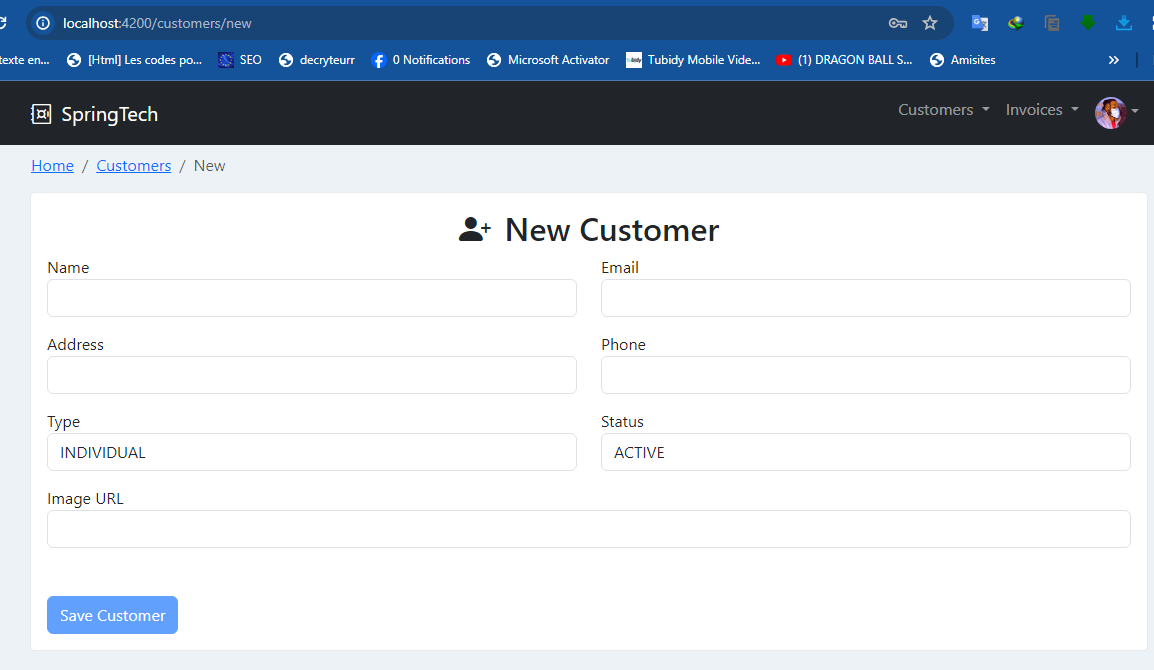 localhost:4200/customers/new
texte en... [Html] Les codes po... SEO decryteurr 0 Notifications Microsoft Activator Tubidy Mobile Vide... (1) DRAGON BALL S... Amisites »
SpringTech Customers Invoices
Home / Customers / New
New Customer
Name Email
Address Phone
Type Status
INDIVIDUAL ACTIVE
Image URL
Save Customer